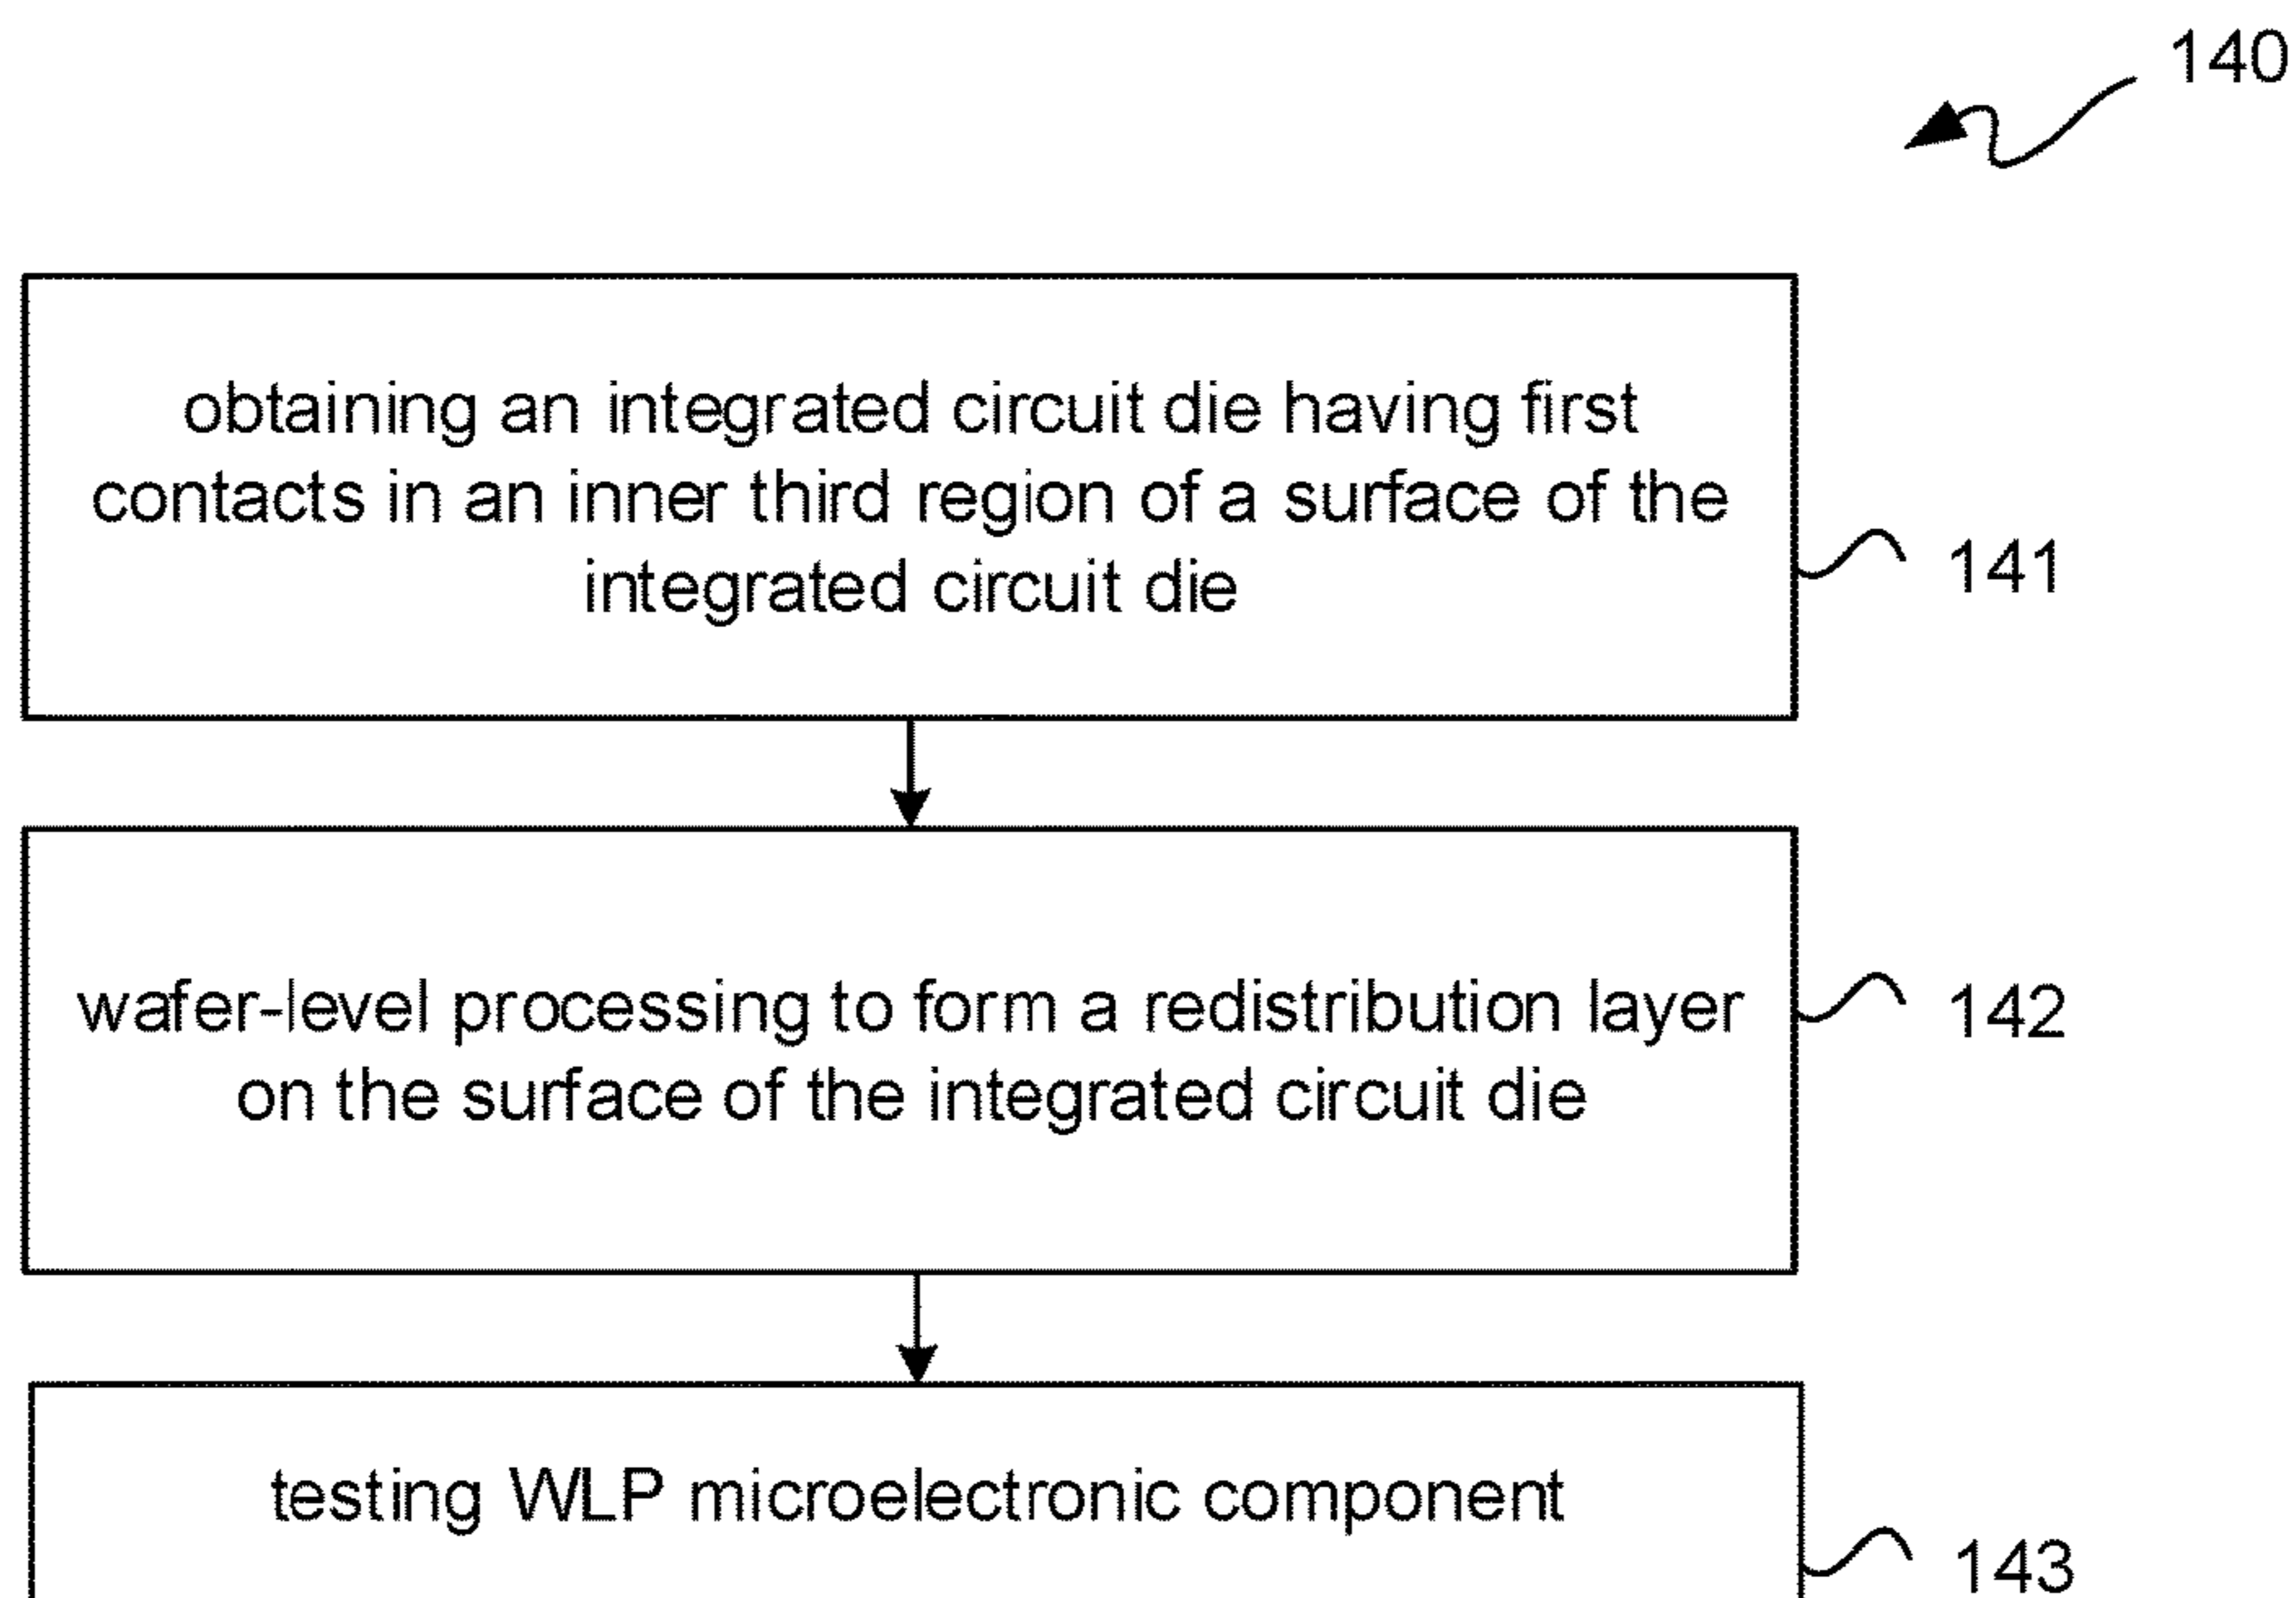 140
obtaining an integrated circuit die having first
contacts in an inner third region of a surface of the
integrated circuit die
141
wafer-level processing to form a redistribution layer
on the surface of the integrated circuit die
142
testing WLP microelectronic component
143